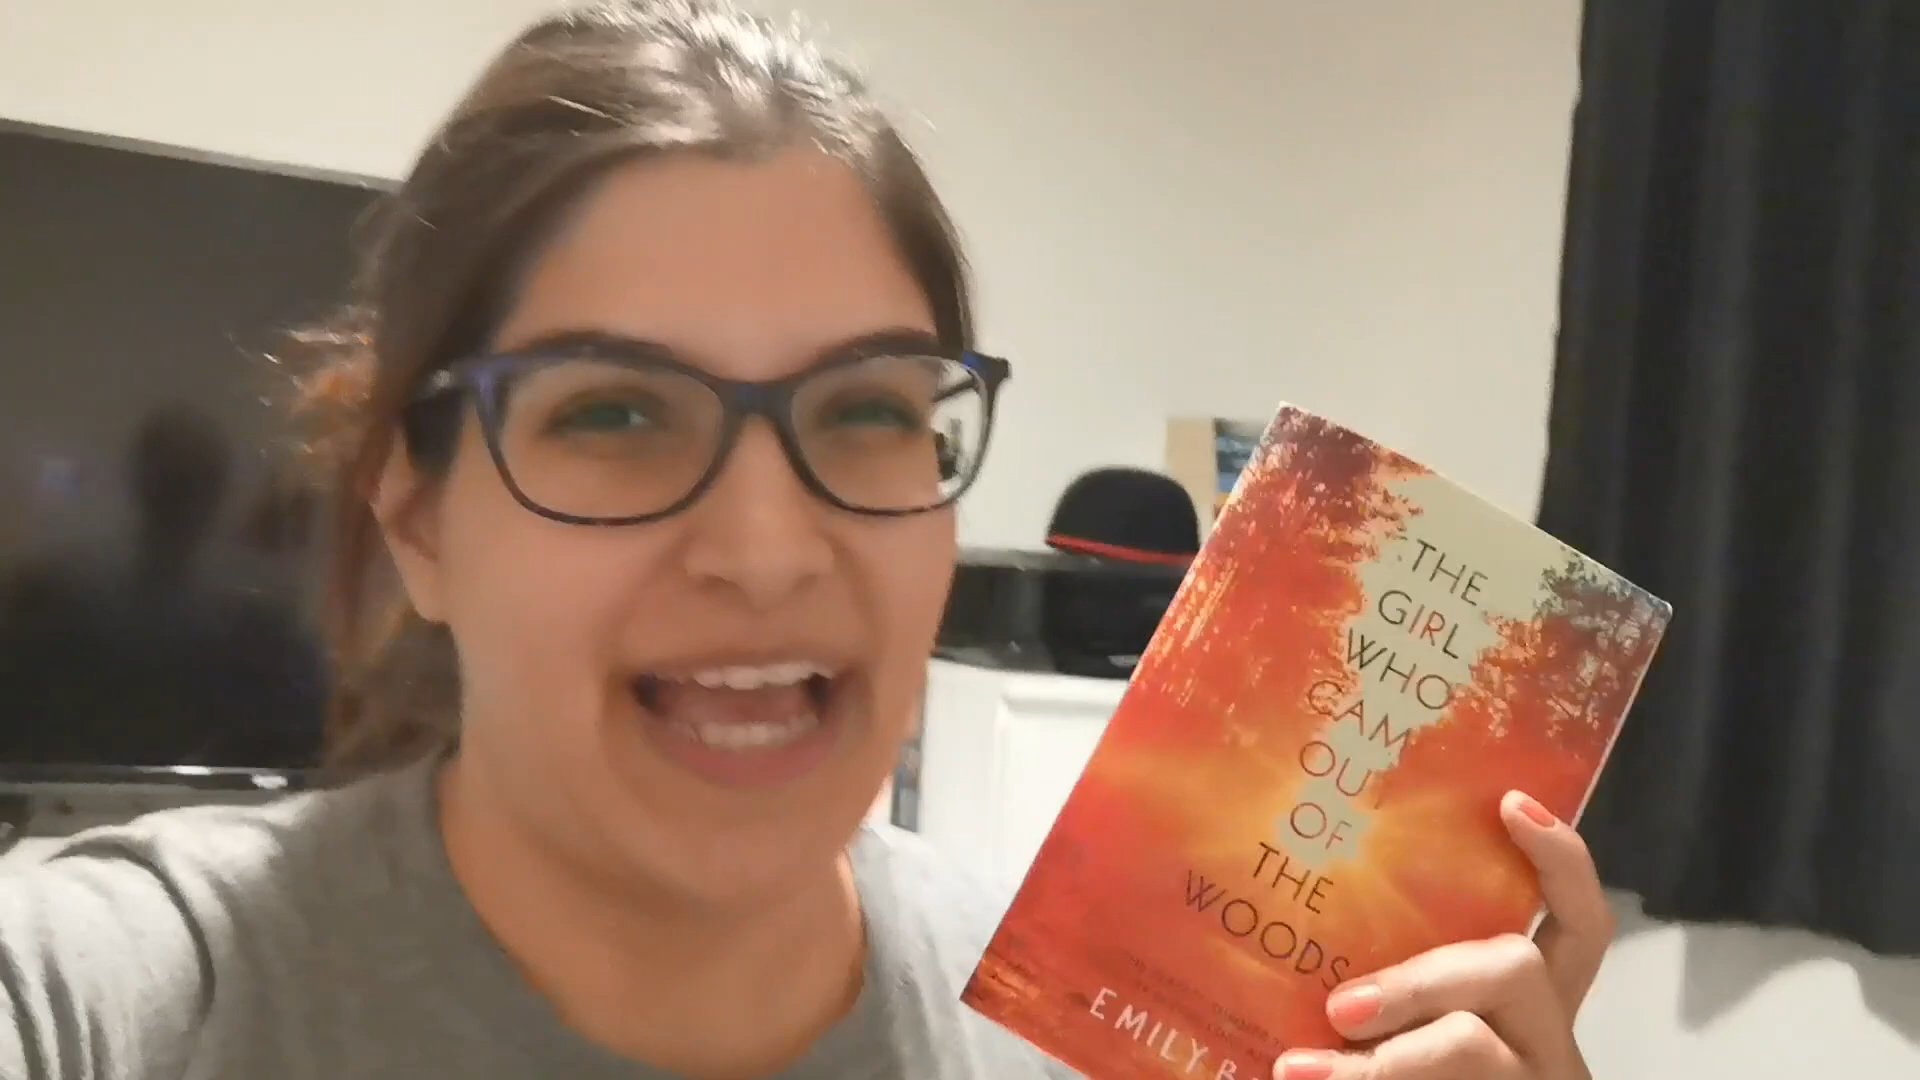 THE
GIRL
WHO
CAM
OUT
OF
THE
WOODS
EMILY